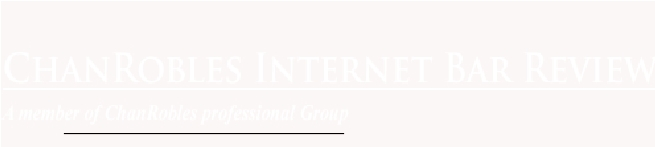 ChanRobles Internet Bar Review
A member of ChanRobles professional Group